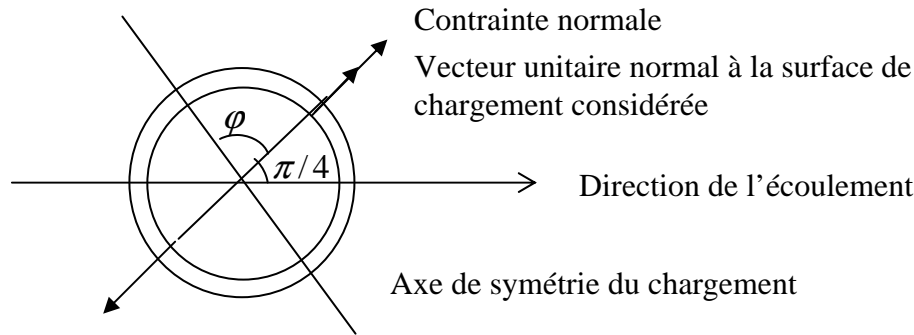 Contrainte normale
Vecteur unitaire normal à la surface de
chargement considérée
φ
π/4
Direction de l'écoulement
Axe de symétrie du chargement